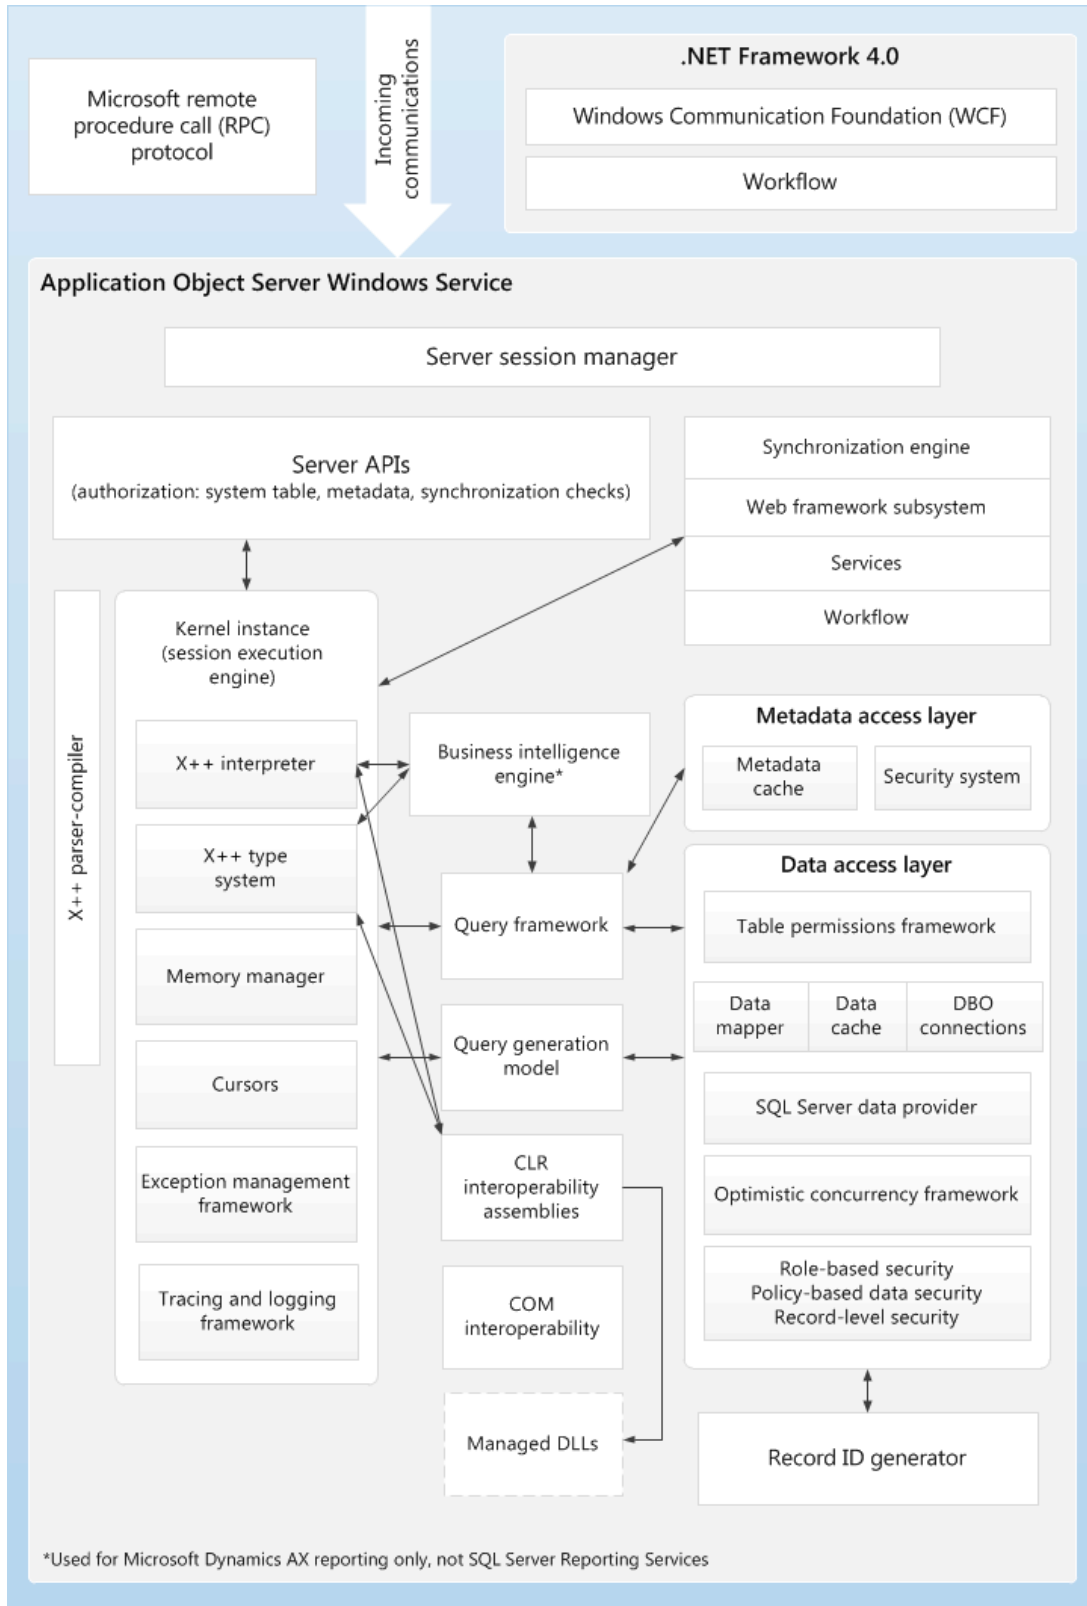 Microsoft remote
procedure call (RPC)
protocol
Incoming
communications
.NET Framework 4.0
Windows Communication Foundation (WCF)
Workflow
Application Object Server Windows Service
Server session manager
Server APIs
(authorization: system table, metadata, synchronization checks)
Synchronization engine
Web framework subsystem
Services
Workflow
X++ parser-compiler
Kernel instance
(session execution
engine)
X++ interpreter
X++ type
system
Memory manager
Cursors
Exception management
framework
Tracing and logging
framework
Business intelligence
engine*
Query framework
Query generation
model
CLR
interoperability
assemblies
COM
interoperability
Managed DLLs
Metadata access layer
Metadata
cache
Security system
Data access layer
Table permissions framework
Data
mapper
Data
cache
DBO
connections
SQL Server data provider
Optimistic concurrency framework
Role-based security
Policy-based data security
Record-level security
Record ID generator
*Used for Microsoft Dynamics AX reporting only, not SQL Server Reporting Services